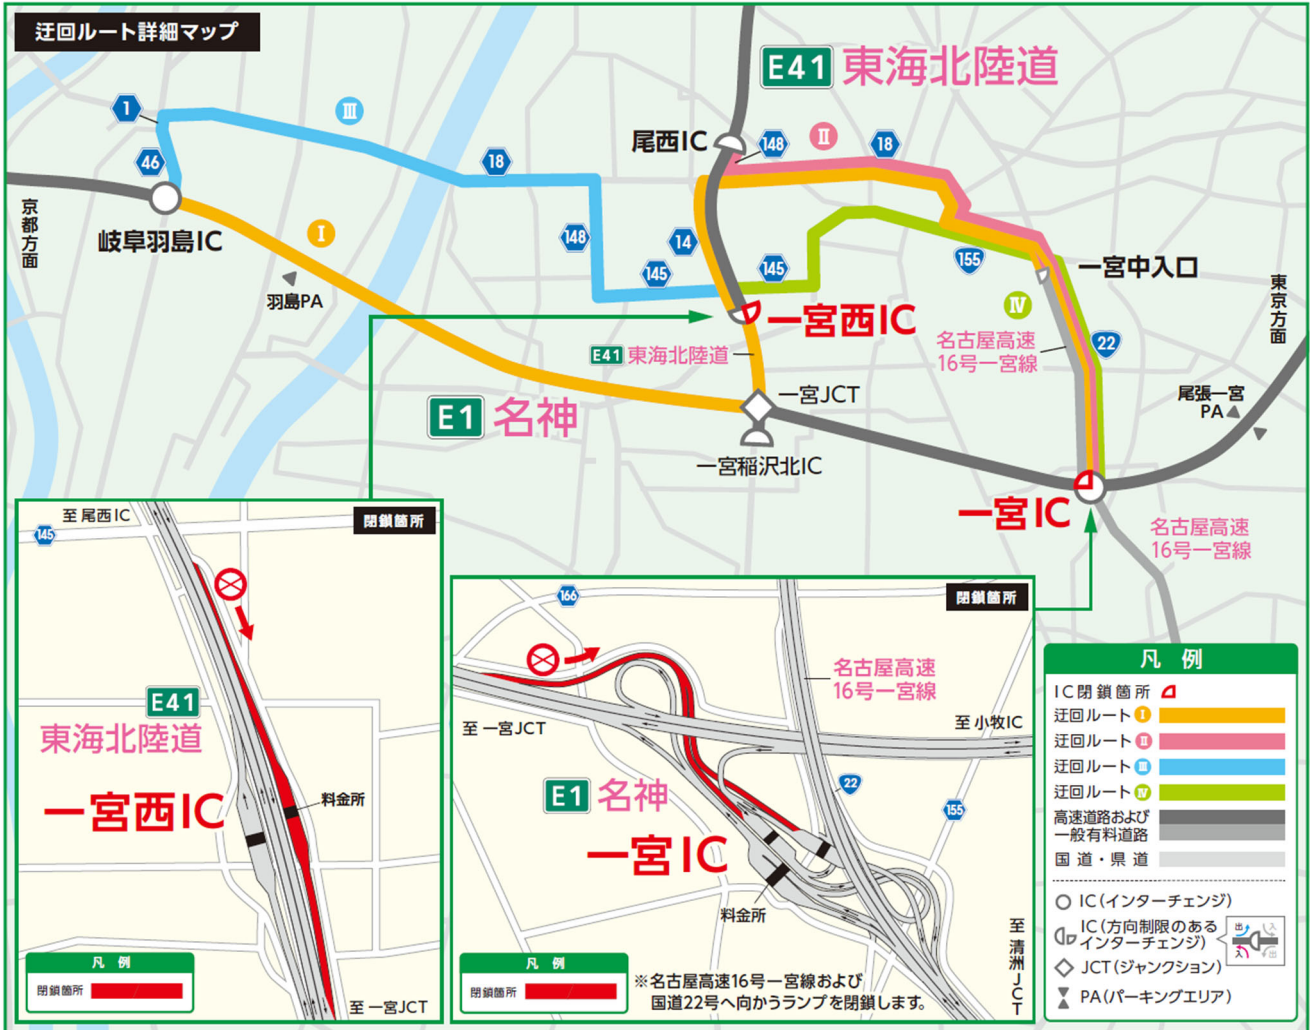 迂回ルート詳細マップ
E41 東海北陸道
1
Ⅲ
尾西IC
148
Ⅱ
18
46
18
京都方面
岐阜羽島IC
Ⅰ
148
14
145
145
155
一宮中入口
東京方面
羽島PA
一宮西IC
Ⅳ
名古屋高速
16号一宮線
22
E41 東海北陸道
一宮JCT
尾張一宮
PA
E1 名神
一宮稲沢北IC
一宮IC
名古屋高速
16号一宮線
至 尾西IC
閉鎖箇所
145
E41
東海北陸道
一宮西IC
料金所
凡例
閉鎖箇所
至 一宮JCT
閉鎖箇所
166
名古屋高速
16号一宮線
至 一宮JCT
至 小牧IC
E1 名神
22
155
一宮IC
料金所
至 清洲JCT
凡例
閉鎖箇所
※名古屋高速16号一宮線および
国道22号へ向かうランプを閉鎖します。
凡例
IC閉鎖箇所
迂回ルートⅠ
迂回ルートⅡ
迂回ルートⅢ
迂回ルートⅣ
高速道路および
一般有料道路
国道・県道
IC(インターチェンジ)
IC(方向制限のある
インターチェンジ)
出 入
入 出
JCT(ジャンクション)
PA(パーキングエリア)